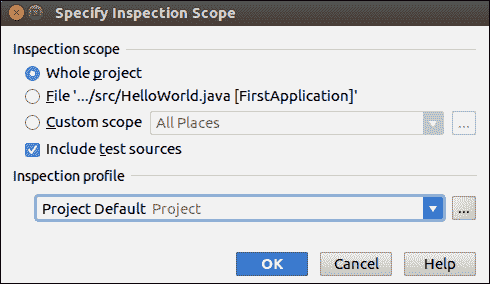 Specify Inspection Scope
Inspection scope
Whole project
File '.../src/HelloWorld.java [FirstApplication]'
Custom scope All Places ...
Include test sources
Inspection profile
Project Default Project ...
OK Cancel Help